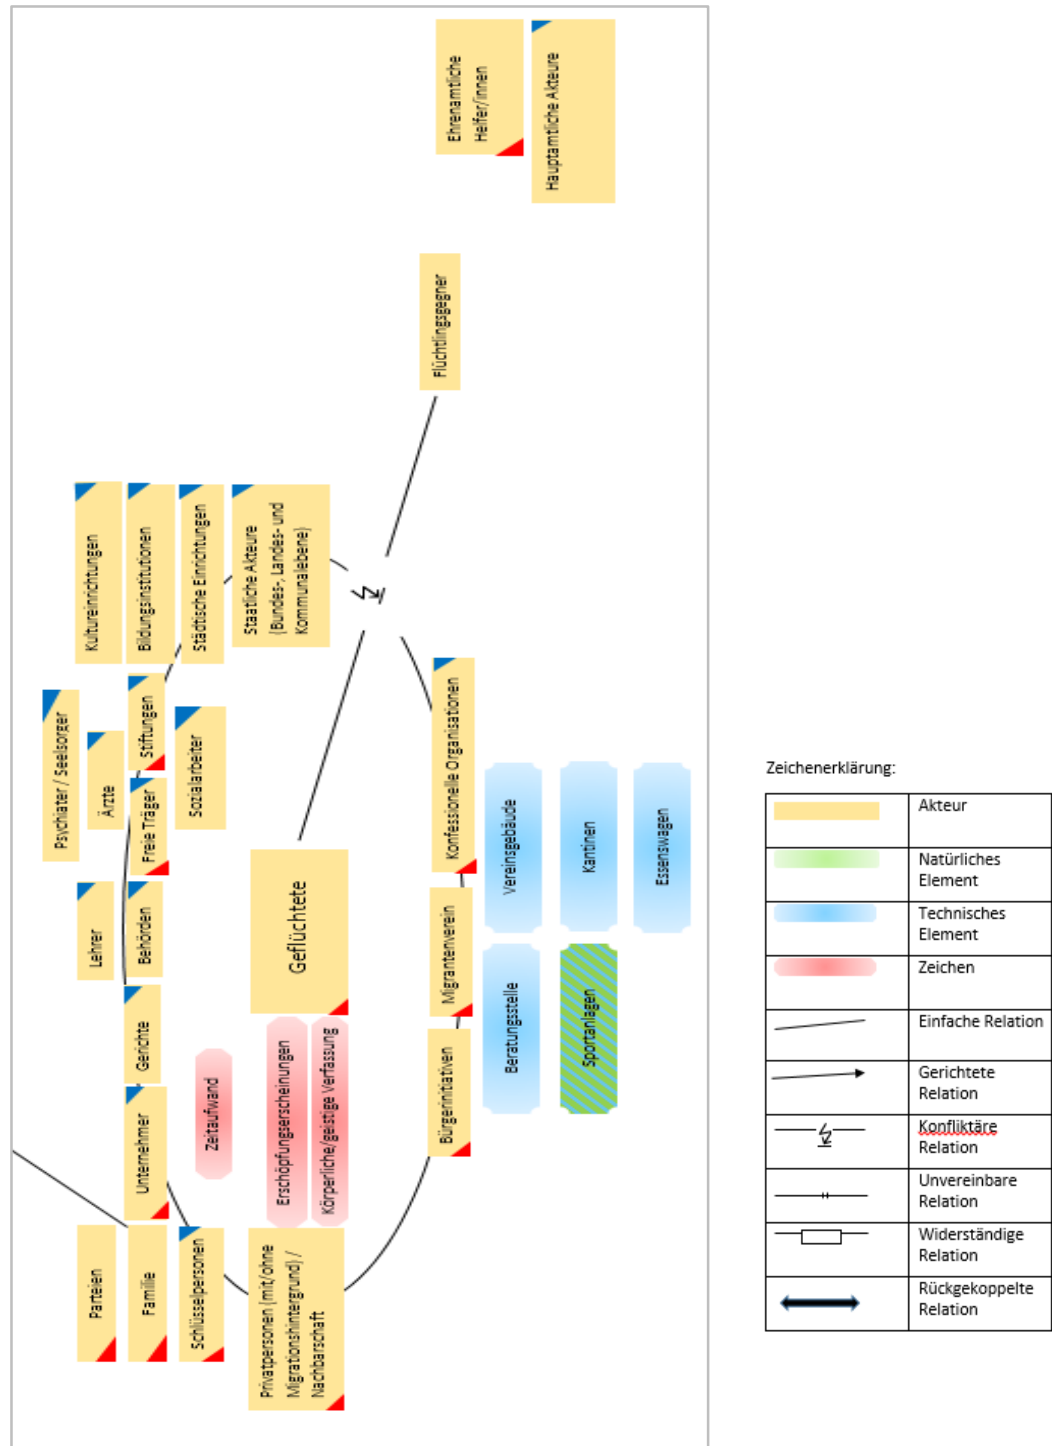 Ehrenamtliche
Helfer/innen
Hauptamtliche Akteure
Flüchtlingsgegner
Kultureinrichtungen
Bildungsinstitutionen
Städtische Einrichtungen
Staatliche Akteure
(Bundes-, Landes- und
Kommunalebene)
Psychiater / Seelsorger
Ärzte
Stiftungen
Sozialarbeiter
Freie Träger
Lehrer
Behörden
Gerichte
Unternehmer
Geflüchtete
Konfessionelle Organisationen
Migrantenverein
Bürgerinitiativen
Vereinsgebäude
Kantinen
Essenswagen
Beratungsstelle
Sportanlagen
Zeitaufwand
Erschöpfungserscheinungen
Körperliche/geistige Verfassung
Parteien
Familie
Schlüsselpersonen
Privatpersonen (mit/ohne
Migrationshintergrund) /
Nachbarschaft
Zeichenerklärung:
Akteur
Natürliches
Element
Technisches
Element
Zeichen
Einfache Relation
Gerichtete
Relation
Konfliktäre
Relation
Unvereinbare
Relation
Widerständige
Relation
Rückgekoppelte
Relation